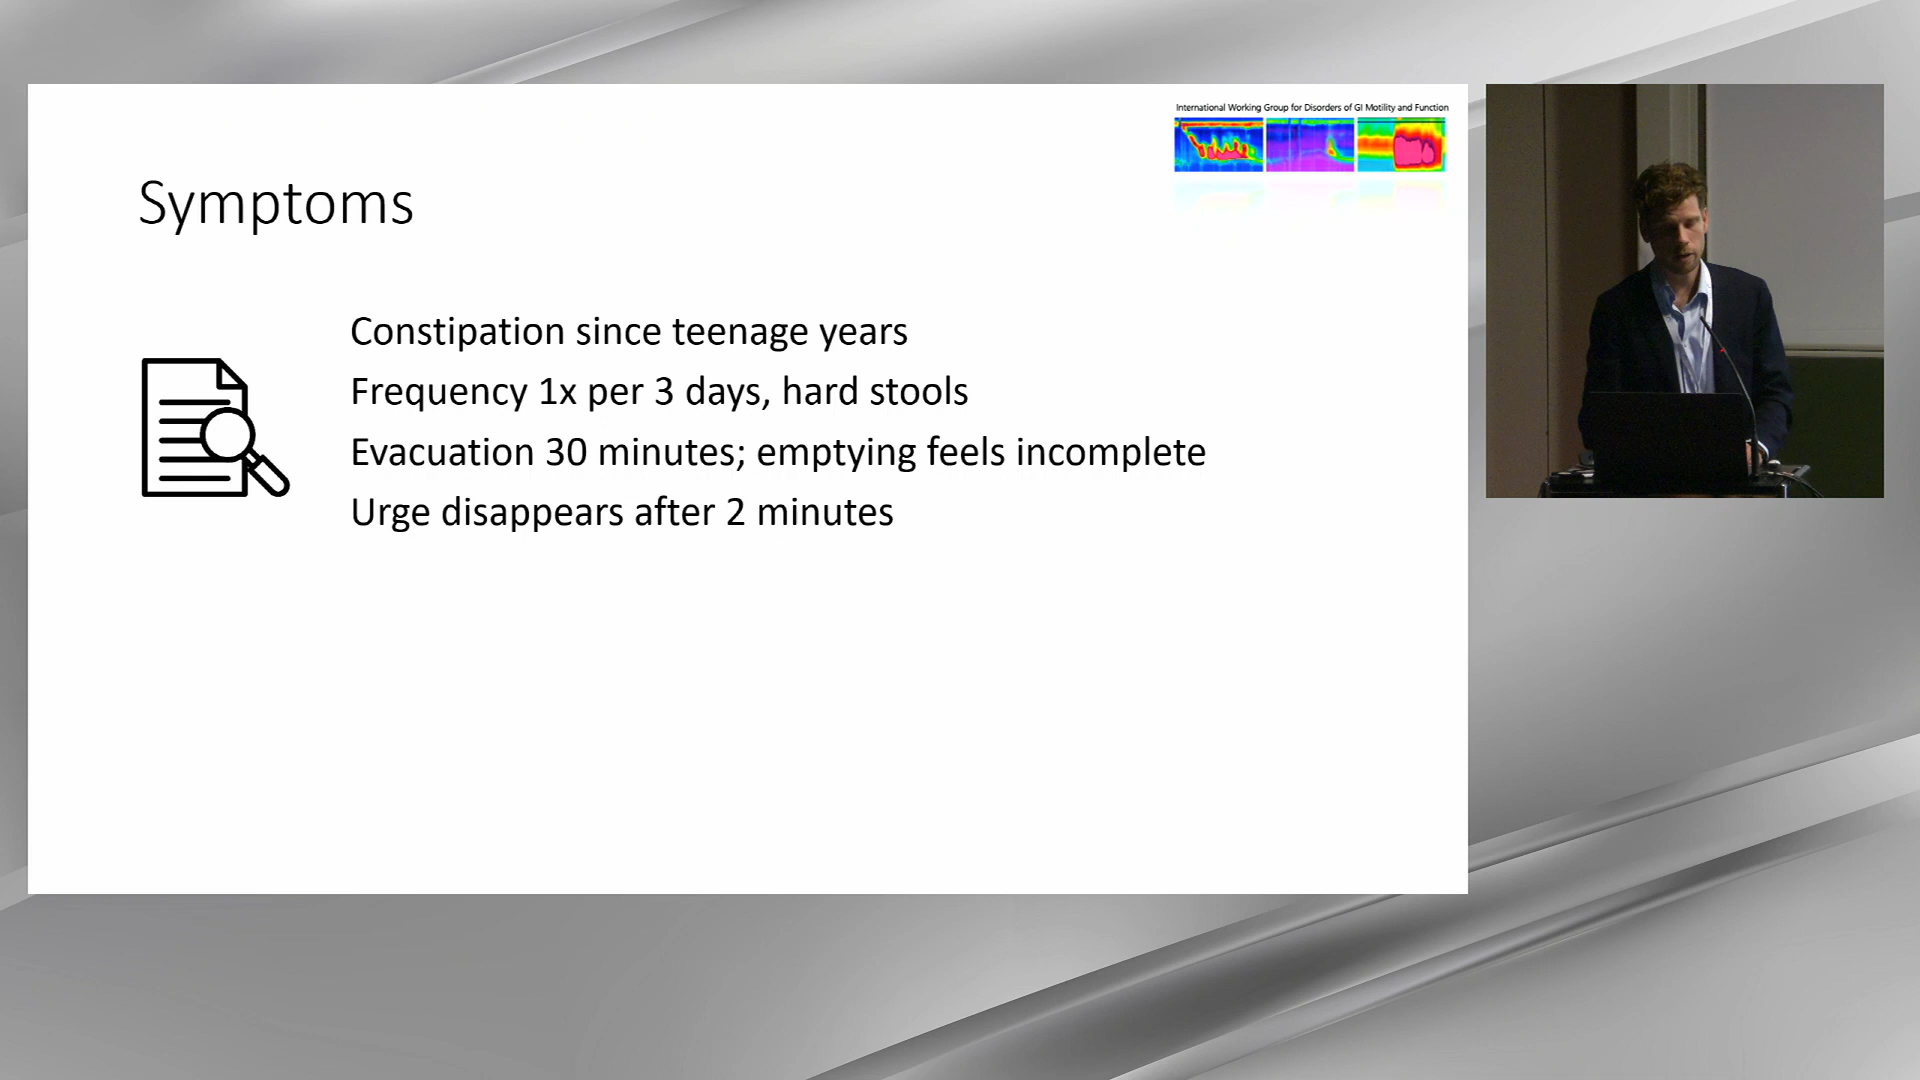 International Working Group for Disorders of GI Motility and Function
Symptoms
Constipation since teenage years
Frequency 1x per 3 days, hard stools
Evacuation 30 minutes; emptying feels incomplete
Urge disappears after 2 minutes